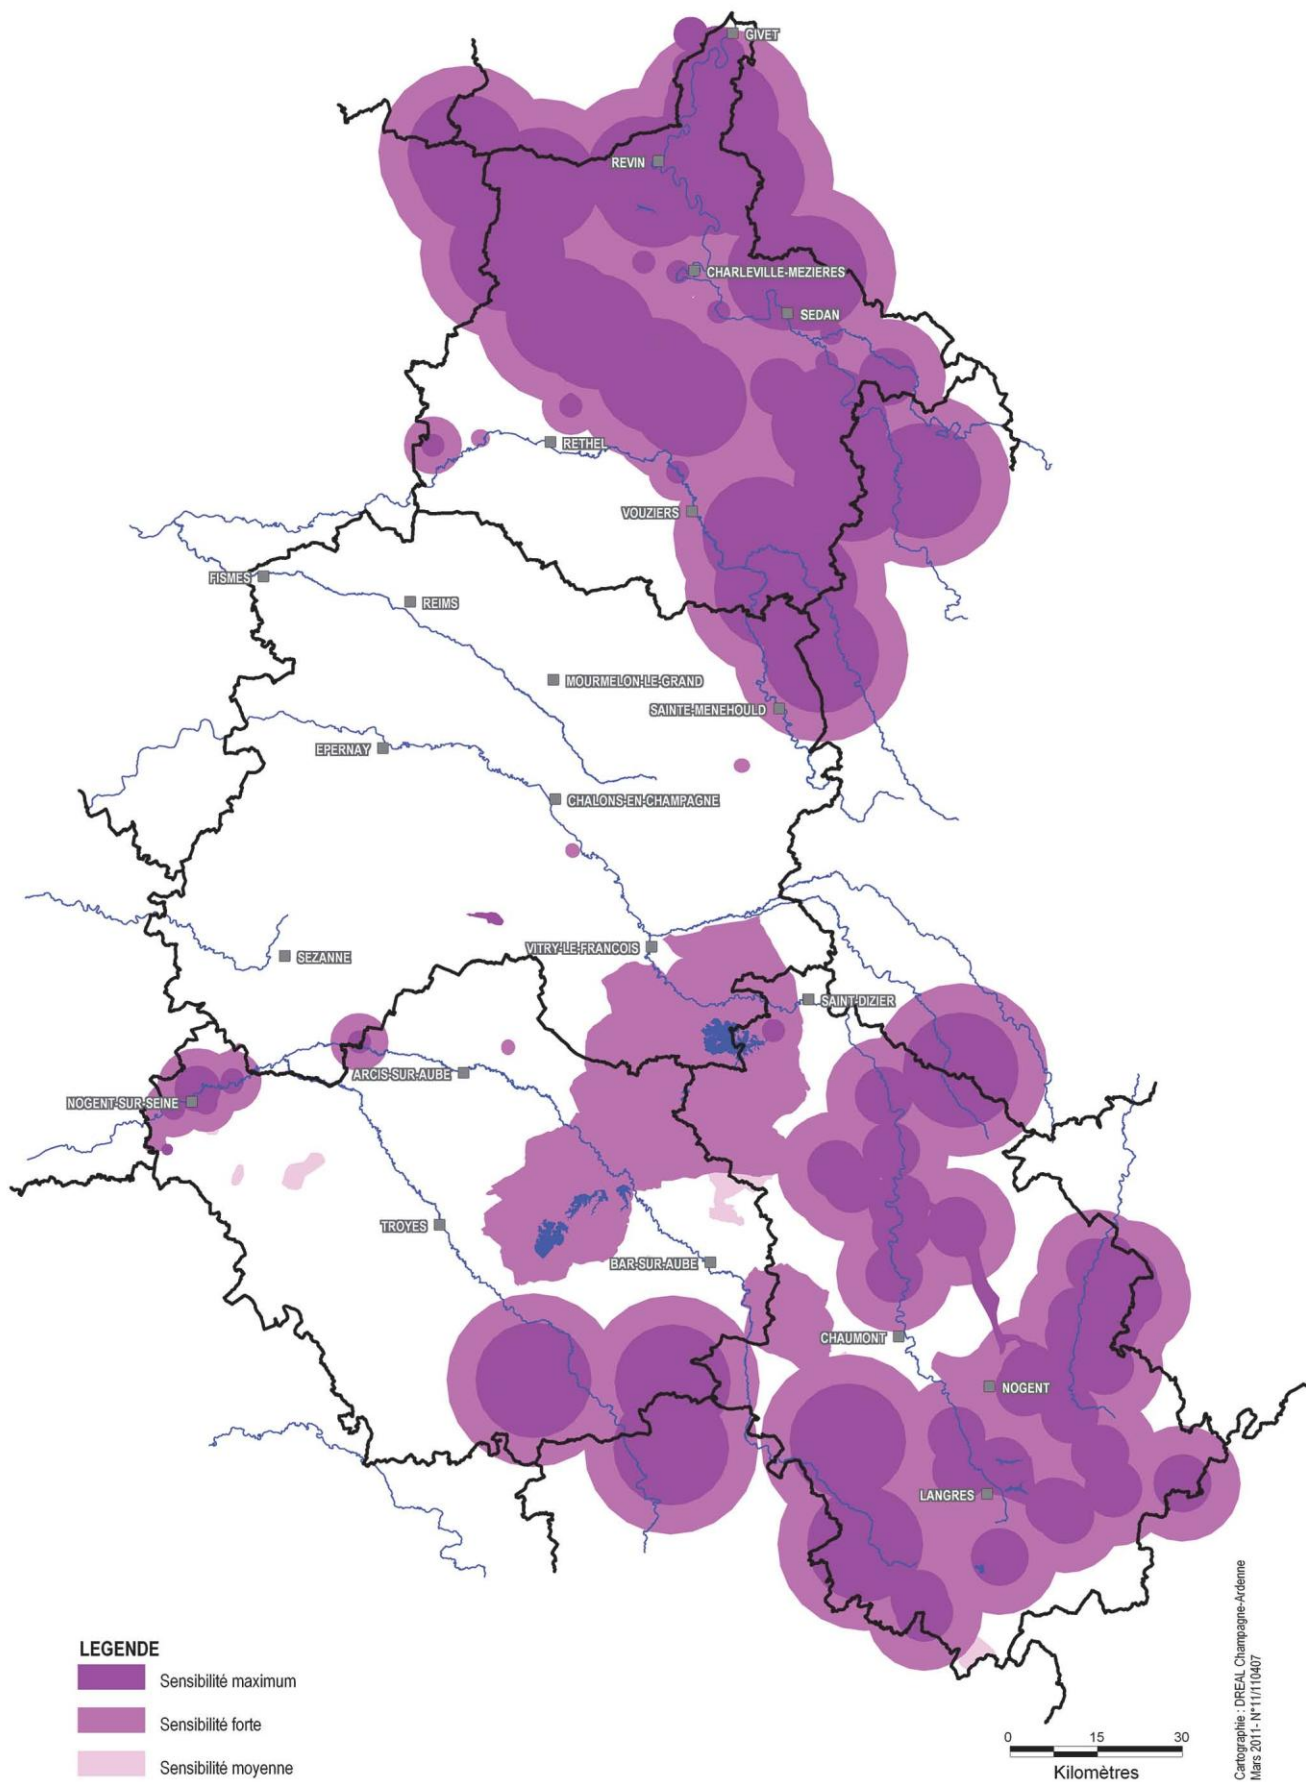 GIVET
REVIN
CHARLEVILLE-MEZIERES
SEDAN
RETHEL
VOUZIERS
FISMES
REIMS
MOURMELON-LE-GRAND
SAINTE-MENEHOULD
EPERNAY
CHALONS-EN-CHAMPAGNE
VITRY-LE-FRANCOIS
SEZANNE
SAINT-DIZIER
ARCIS-SUR-AUBE
NOGENT-SUR-SEINE
TROYES
BAR-SUR-AUBE
CHAUMONT
NOGENT
LANGRES
LEGENDE
Sensibilité maximum
Sensibilité forte
Sensibilité moyenne
0 15 30
Kilomètres
Cartographie : DREAL Champagne-Ardenne
Mars 2011- N°11/110407